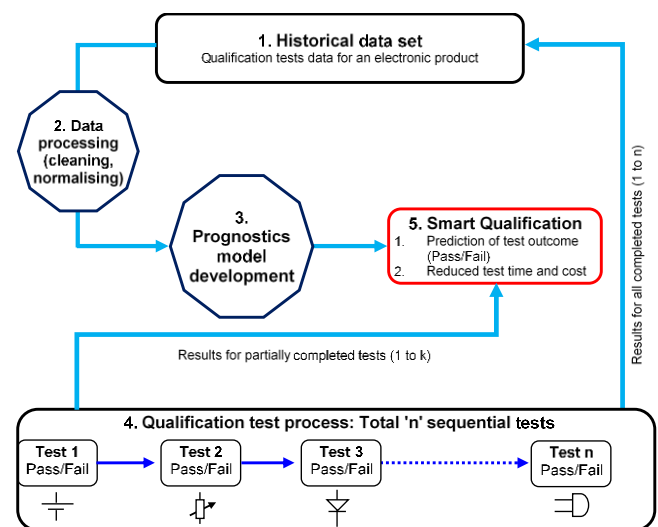 1. Historical data set
Qualification tests data for an electronic product
2. Data
processing
(cleaning,
normalising)
3.
Prognostics
model
development
5. Smart Qualification
1. Prediction of test outcome
(Pass/Fail)
2. Reduced test time and cost
Results for all completed tests (1 to n)
Results for partially completed tests (1 to k)
4. Qualification test process: Total 'n' sequential tests
Test 1
Pass/Fail
Test 2
Pass/Fail
Test 3
Pass/Fail
Test n
Pass/Fail